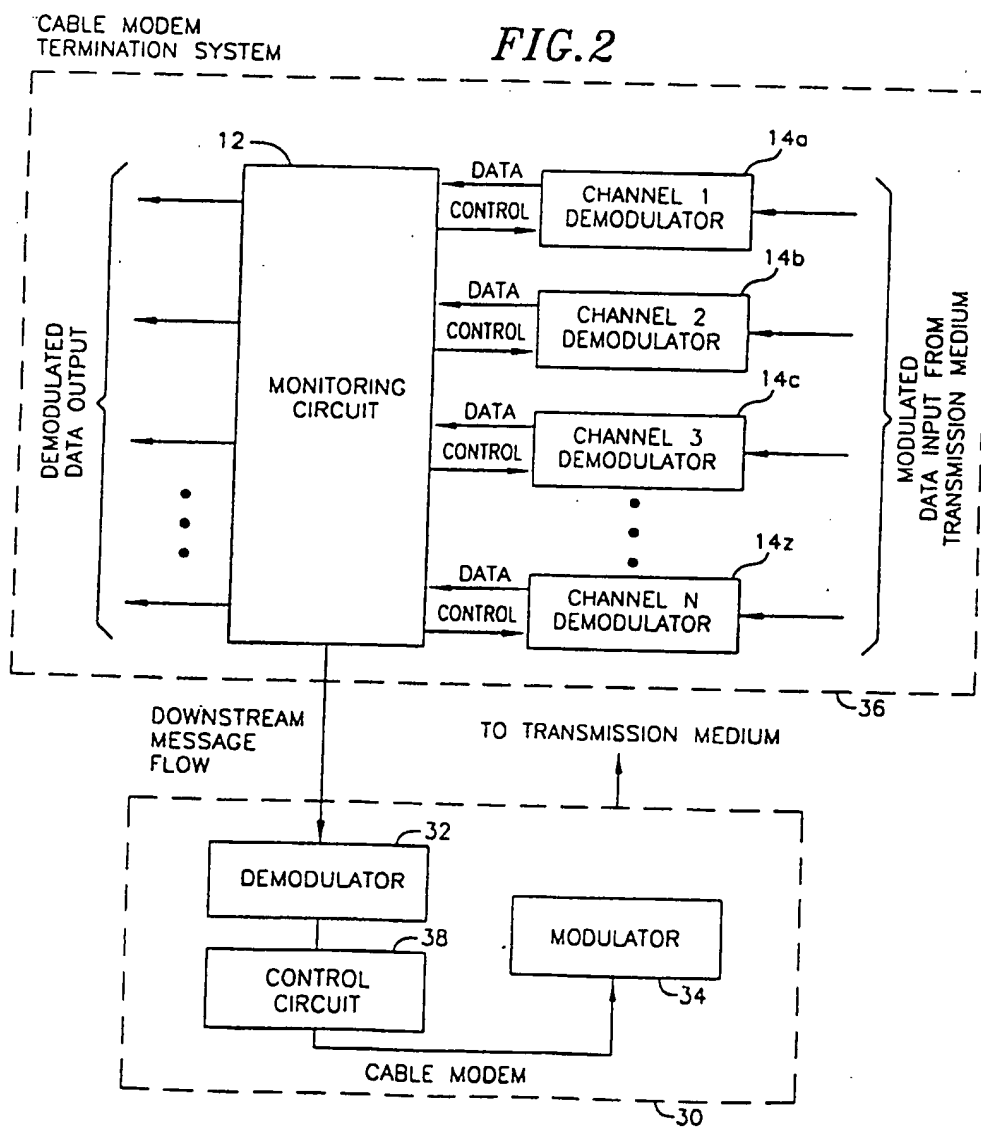 CABLE MODEM
TERMINATION SYSTEM
FIG.2
12
14a
DATA
CONTROL
CHANNEL 1
DEMODULATOR
14b
DATA
CONTROL
CHANNEL 2
DEMODULATOR
14c
DATA
CONTROL
CHANNEL 3
DEMODULATOR
14z
DATA
CONTROL
CHANNEL N
DEMODULATOR
MONITORING
CIRCUIT
DEMODULATED
DATA OUTPUT
MODULATED
DATA INPUT FROM
TRANSMISSION MEDIUM
36
DOWNSTREAM
MESSAGE
FLOW
TO TRANSMISSION MEDIUM
32
DEMODULATOR
38
CONTROL
CIRCUIT
MODULATOR
34
CABLE MODEM
30